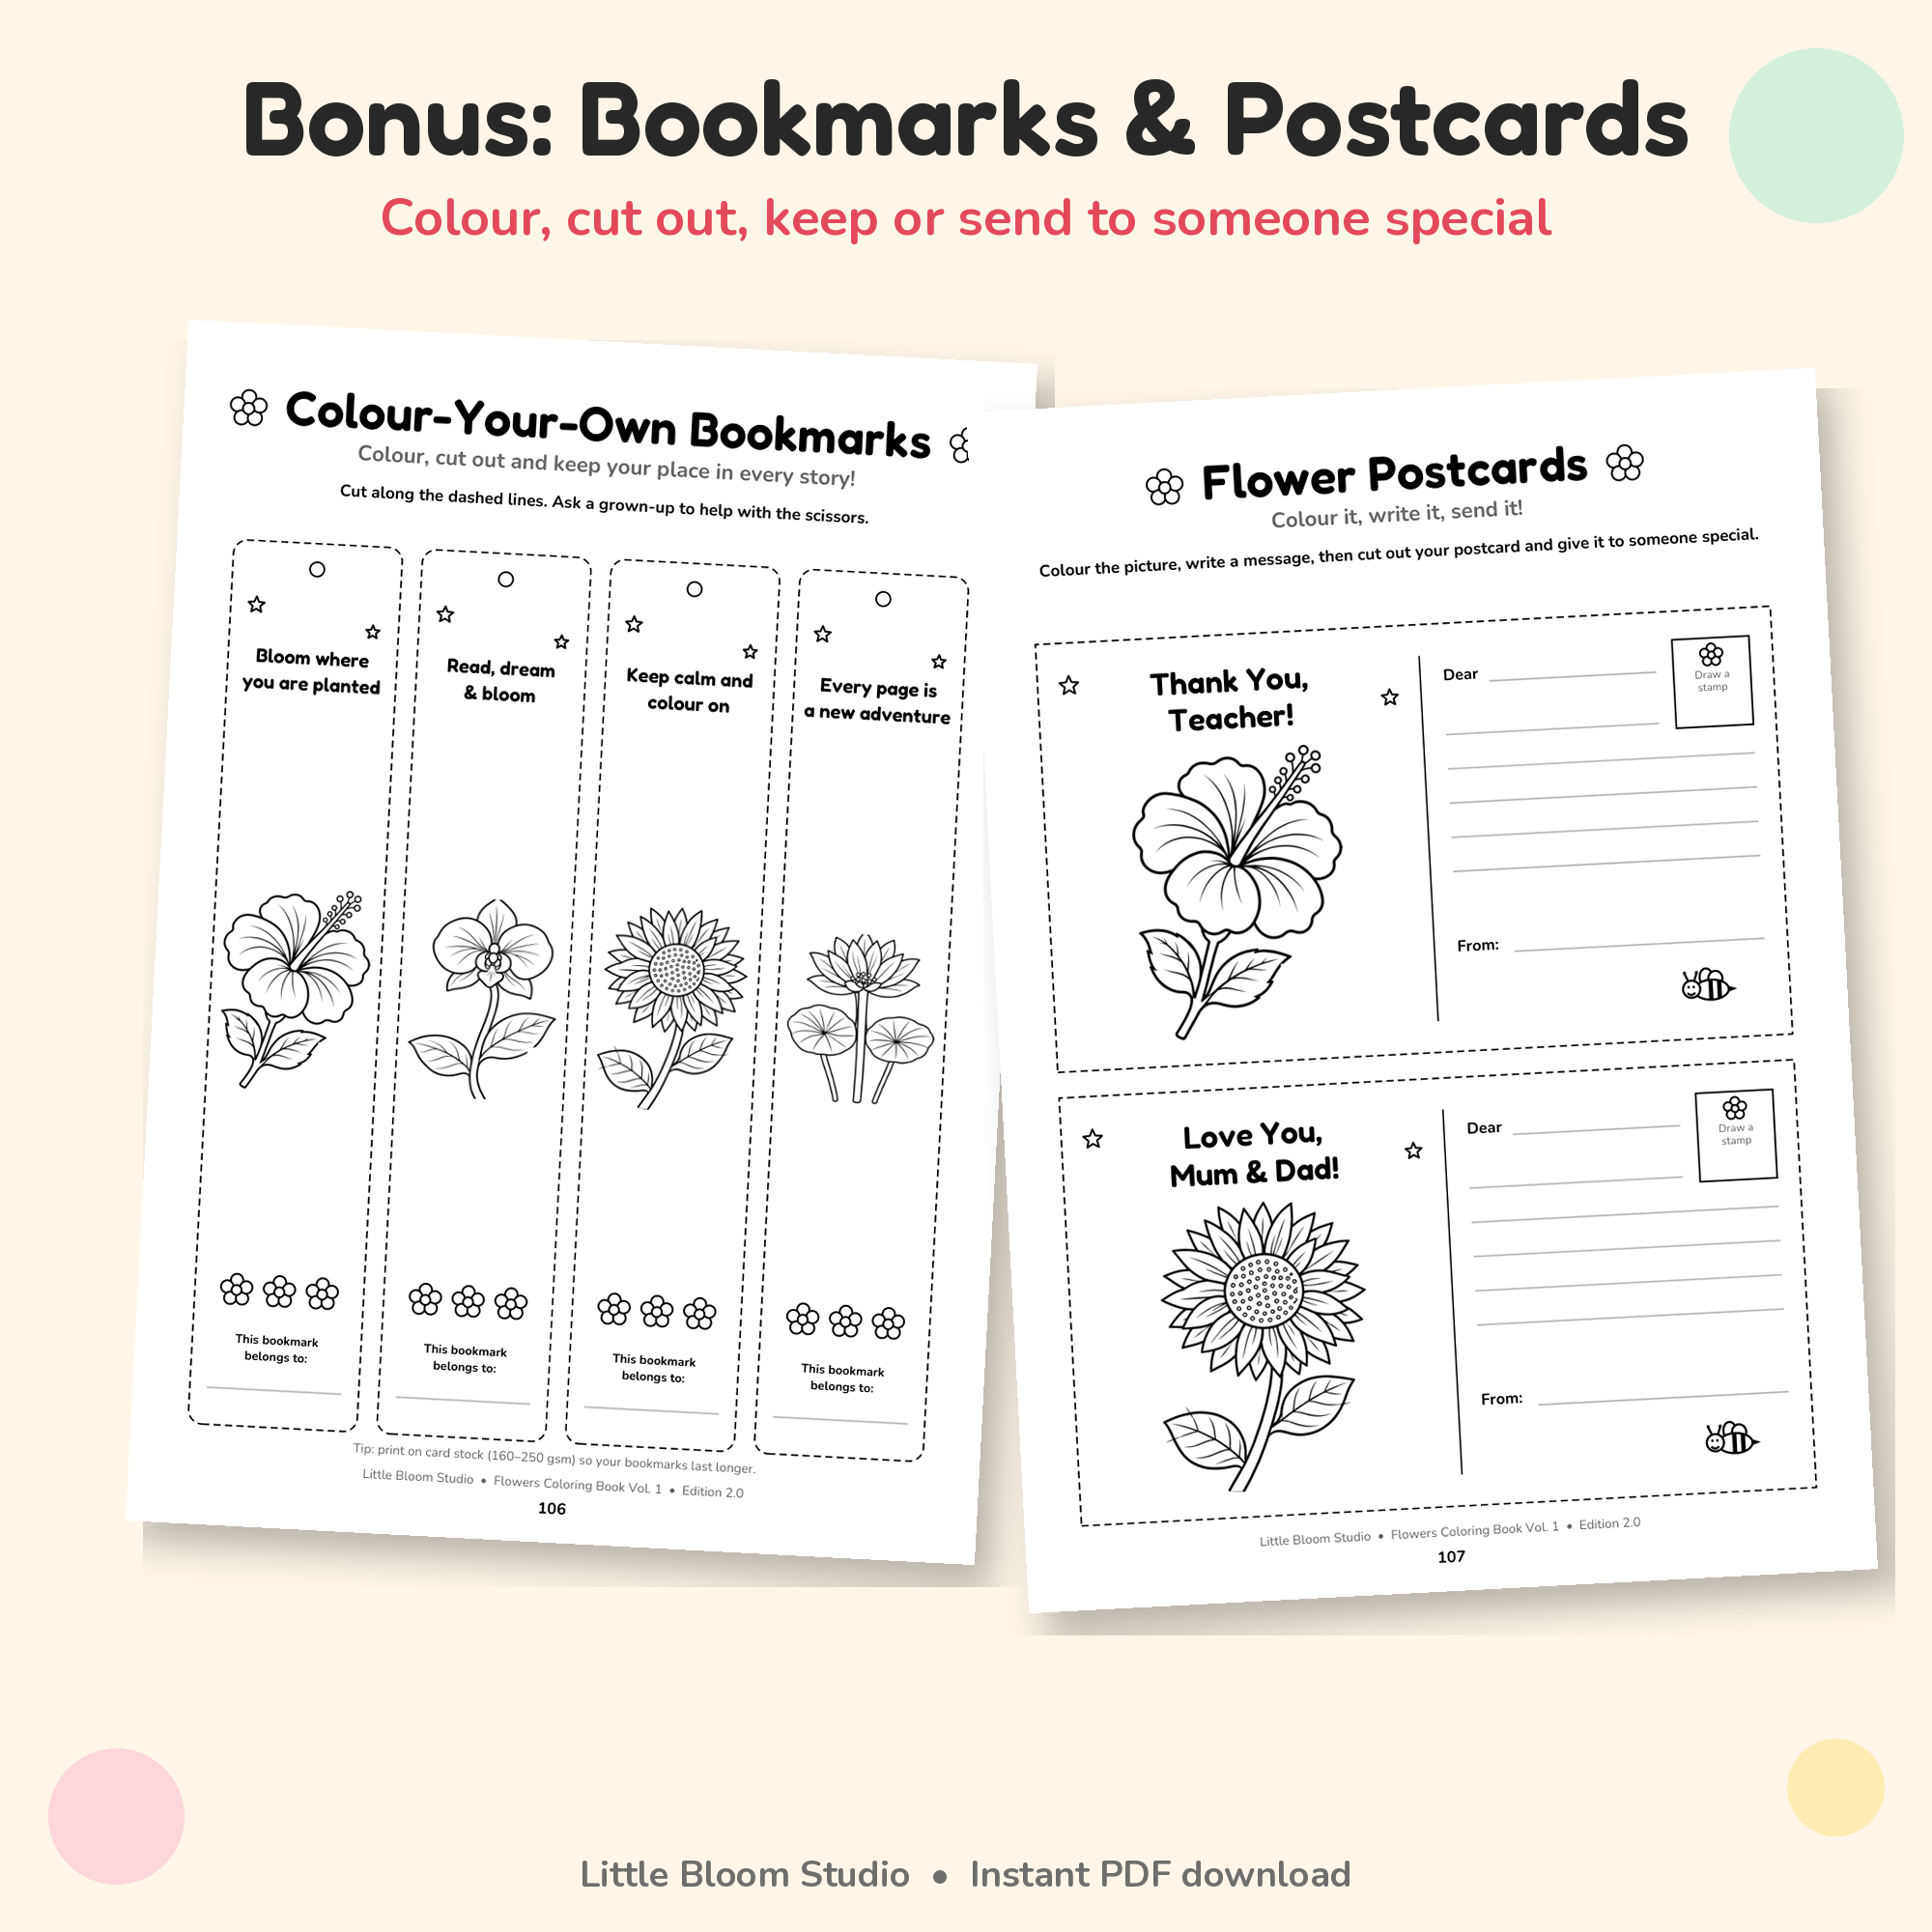 Bonus: Bookmarks & Postcards
Colour, cut out, keep or send to someone special
Colour-Your-Own Bookmarks
Colour, cut out and keep your place in every story!
Cut along the dashed lines. Ask a grown-up to help with the scissors.
Bloom where
you are planted
Read, dream
& bloom
Keep calm and
colour on
Every page is
a new adventure
This bookmark
belongs to:
This bookmark
belongs to:
This bookmark
belongs to:
This bookmark
belongs to:
Tip: print on card stock (160–250 gsm) so your bookmarks last longer.
Little Bloom Studio • Flowers Coloring Book Vol. 1 • Edition 2.0
106
Flower Postcards
Colour it, write it, send it!
Colour the picture, write a message, then cut out your postcard and give it to someone special.
Thank You,
Teacher!
Dear
Draw a
stamp
From:
Love You,
Mum & Dad!
Dear
Draw a
stamp
From:
Little Bloom Studio • Flowers Coloring Book Vol. 1 • Edition 2.0
107
Little Bloom Studio • Instant PDF download